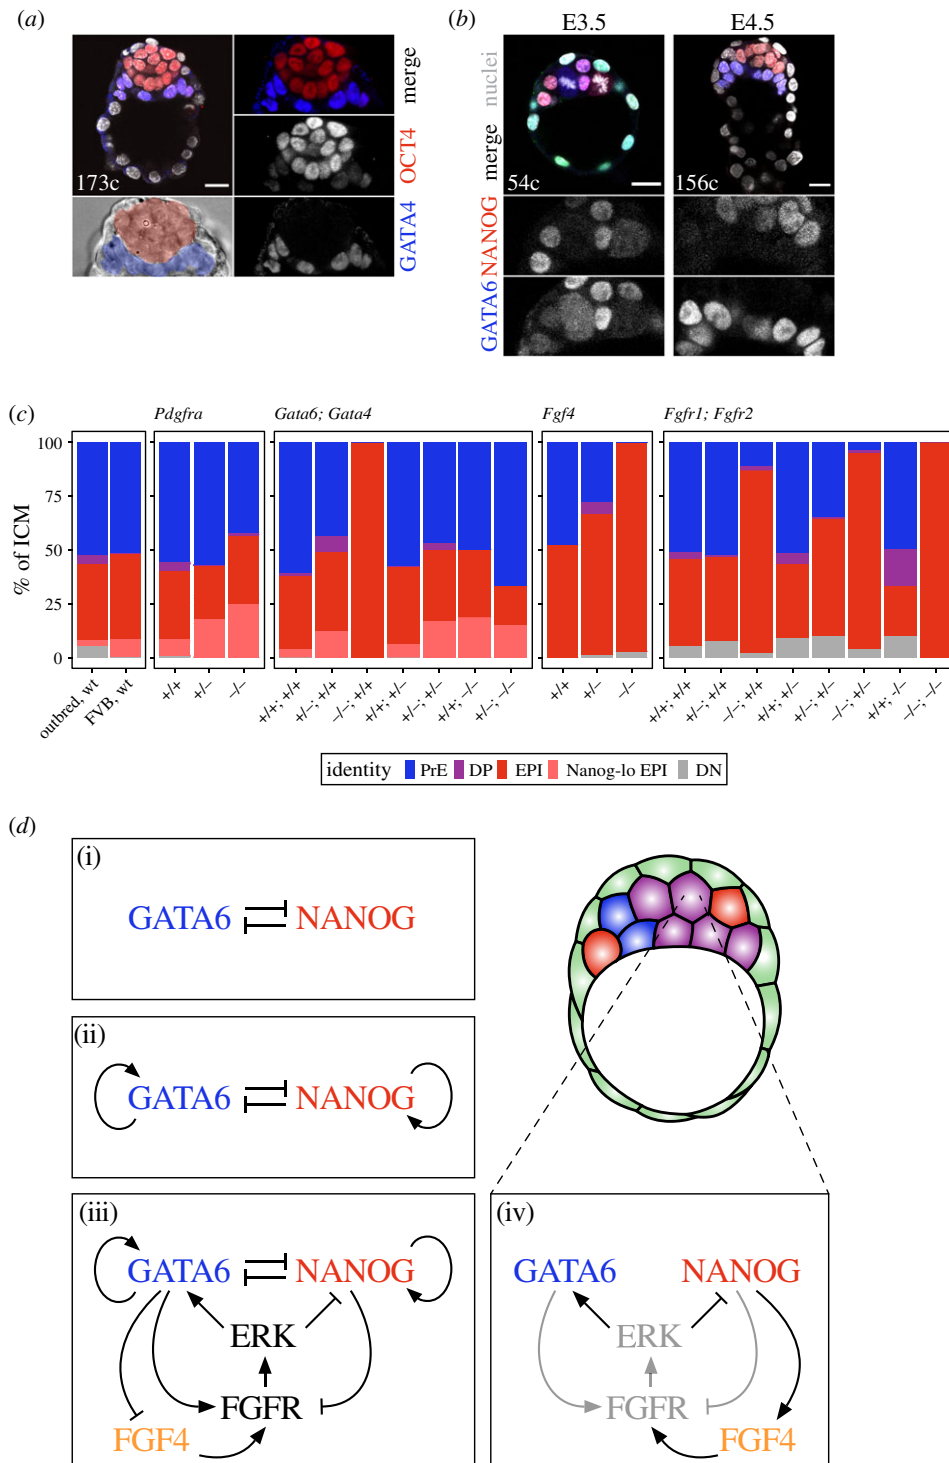 (a)
173c
merge
OCT4
GATA4
(b)
E3.5 E4.5
nuclei
merge
NANOG
GATA6
54c 156c
(c)
Pdgfra Gata6; Gata4 Fgf4 Fgfr1; Fgfr2
% of ICM
100
75
50
25
0
outbred, wt
FVB, wt
+/+
+/–
–/–
+/+; +/+
+/–; +/+
–/–; +/+
+/+; +/–
+/–; +/–
+/+; –/–
+/–; –/–
+/+
+/–
–/–
+/+; +/+
+/–; +/+
–/–; +/+
+/+; +/–
+/–; +/–
–/–; +/–
+/+; –/–
–/–; –/–
identity PrE DP EPI Nanog-lo EPI DN
(d)
(i)
GATA6 NANOG
(ii)
GATA6 NANOG
(iii)
GATA6 NANOG
ERK
FGFR
FGF4
(iv)
GATA6 NANOG
ERK
FGFR
FGF4